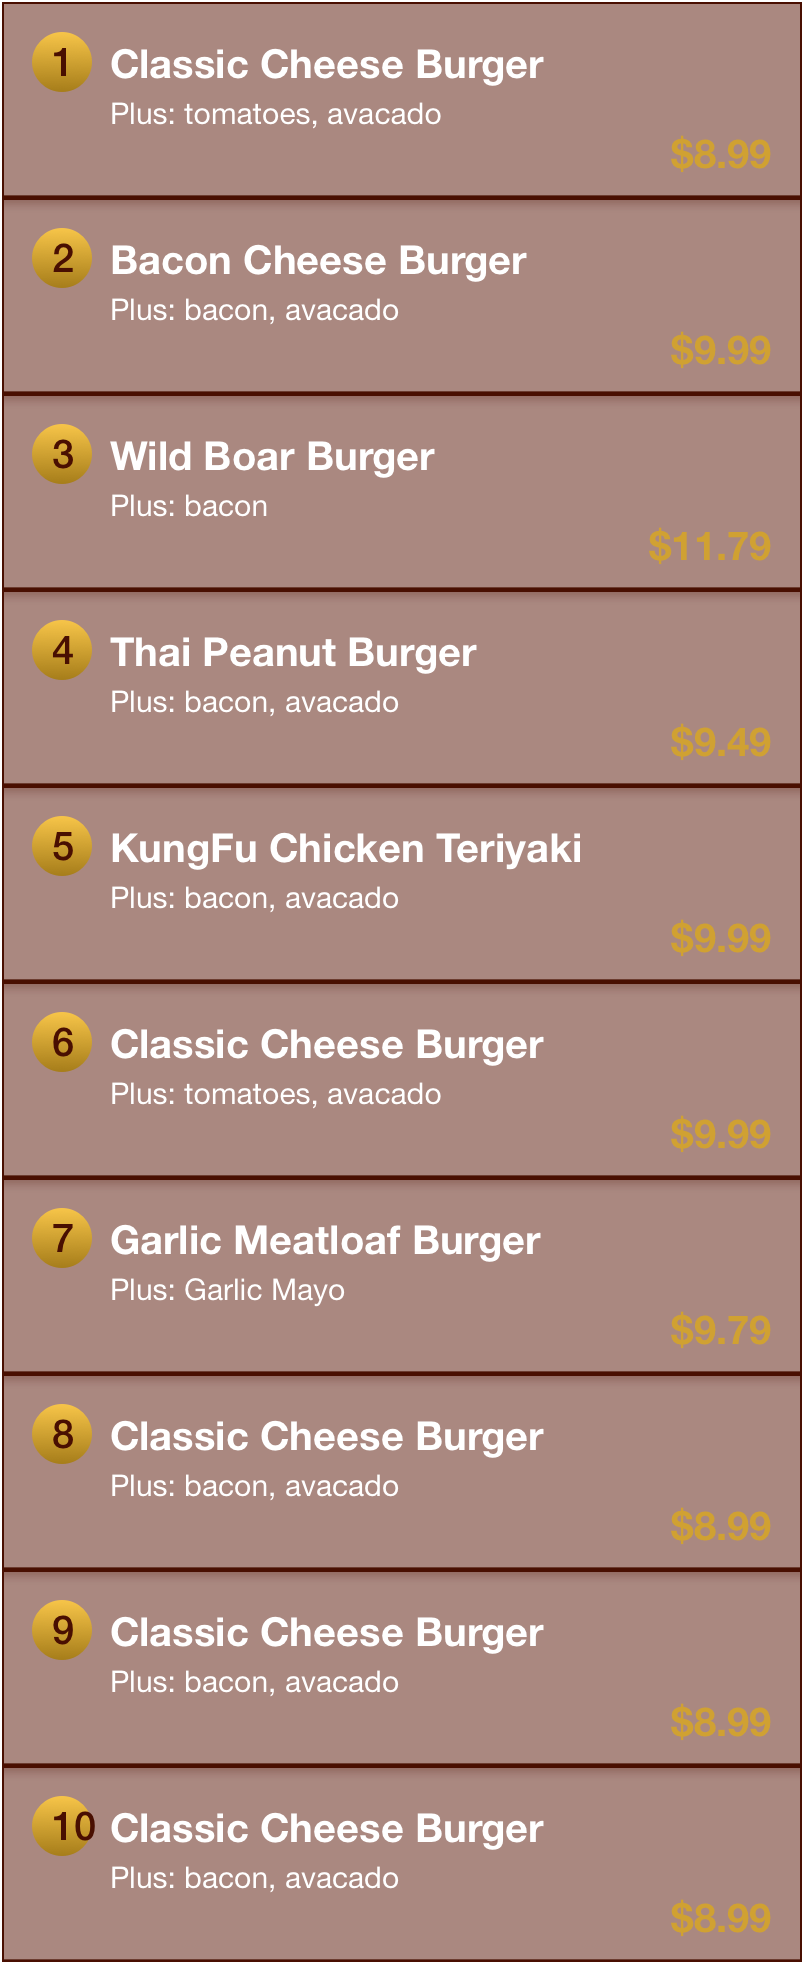 1 Classic Cheese Burger
Plus: tomatoes, avacado
$8.99
2 Bacon Cheese Burger
Plus: bacon, avacado
$9.99
3 Wild Boar Burger
Plus: bacon
$11.79
4 Thai Peanut Burger
Plus: bacon, avacado
$9.49
5 KungFu Chicken Teriyaki
Plus: bacon, avacado
$9.99
6 Classic Cheese Burger
Plus: tomatoes, avacado
$9.99
7 Garlic Meatloaf Burger
Plus: Garlic Mayo
$9.79
8 Classic Cheese Burger
Plus: bacon, avacado
$8.99
9 Classic Cheese Burger
Plus: bacon, avacado
$8.99
10 Classic Cheese Burger
Plus: bacon, avacado
$8.99